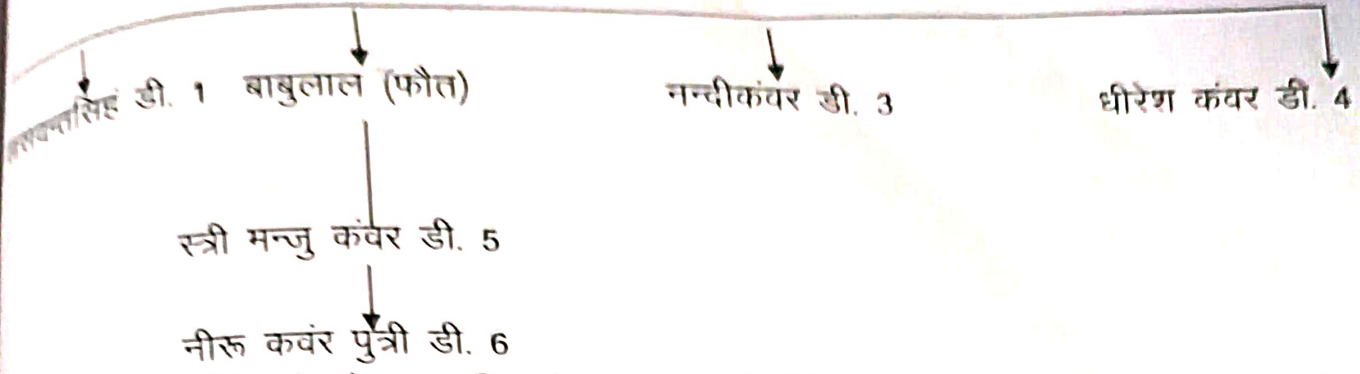 डी. 1 बाबुलाल (फौत) नन्दीकंवर डी. 3 धीरेश कंवर डी. 4
स्त्री मन्जु कंवर डी. 5
नीरू कवंर पुत्री डी. 6